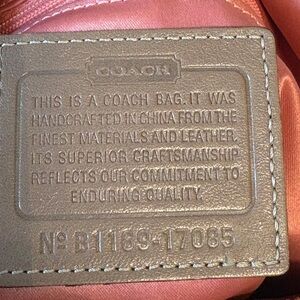 COACH
THIS IS A COACH BAG. IT WAS
HANDCRAFTED IN CHINA FROM THE
FINEST MATERIALS AND LEATHER.
ITS SUPERIOR CRAFTSMANSHIP
REFLECTS OUR COMMITMENT TO
ENDURING QUALITY.
Nº B1189-17085